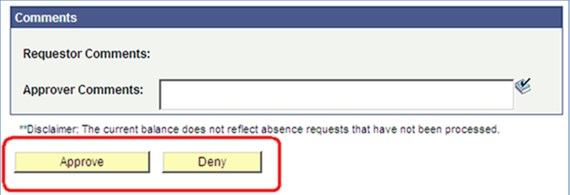 Comments
Requestor Comments:
Approver Comments:
**Disclaimer: The current balance does not reflect absence requests that have not been processed.
Approve Deny